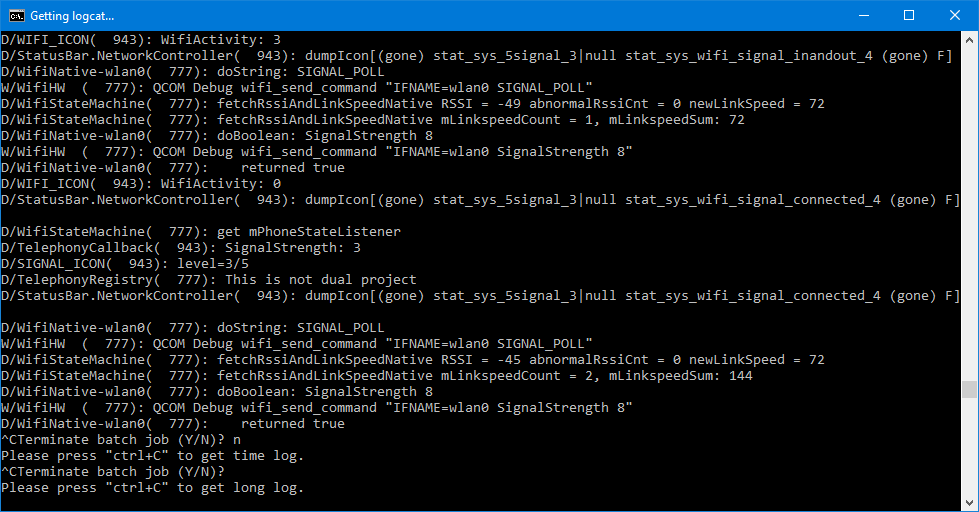 Getting logcat...
D/WIFI_ICON(  943): WifiActivity: 3
D/StatusBar.NetworkController(  943): dumpIcon[(gone) stat_sys_5signal_3|null stat_sys_wifi_signal_inandout_4 (gone) F]
D/WifiNative-wlan0(  777): doString: SIGNAL_POLL
W/WifiHW  (  777): QCOM Debug wifi_send_command "IFNAME=wlan0 SIGNAL_POLL"
D/WifiStateMachine(  777): fetchRssiAndLinkSpeedNative RSSI = -49 abnormalRssiCnt = 0 newLinkSpeed = 72
D/WifiStateMachine(  777): fetchRssiAndLinkSpeedNative mLinkspeedCount = 1, mLinkspeedSum: 72
D/WifiNative-wlan0(  777): doBoolean: SignalStrength 8
W/WifiHW  (  777): QCOM Debug wifi_send_command "IFNAME=wlan0 SignalStrength 8"
D/WifiNative-wlan0(  777):    returned true
D/WIFI_ICON(  943): WifiActivity: 0
D/StatusBar.NetworkController(  943): dumpIcon[(gone) stat_sys_5signal_3|null stat_sys_wifi_signal_connected_4 (gone) F]
D/WifiStateMachine(  777): get mPhoneStateListener
D/TelephonyCallback(  943): SignalStrength: 3
D/SIGNAL_ICON(  943): level=3/5
D/TelephonyRegistry(  777): This is not dual project
D/StatusBar.NetworkController(  943): dumpIcon[(gone) stat_sys_5signal_3|null stat_sys_wifi_signal_connected_4 (gone) F]
D/WifiNative-wlan0(  777): doString: SIGNAL_POLL
W/WifiHW  (  777): QCOM Debug wifi_send_command "IFNAME=wlan0 SIGNAL_POLL"
D/WifiStateMachine(  777): fetchRssiAndLinkSpeedNative RSSI = -45 abnormalRssiCnt = 0 newLinkSpeed = 72
D/WifiStateMachine(  777): fetchRssiAndLinkSpeedNative mLinkspeedCount = 2, mLinkspeedSum: 144
D/WifiNative-wlan0(  777): doBoolean: SignalStrength 8
W/WifiHW  (  777): QCOM Debug wifi_send_command "IFNAME=wlan0 SignalStrength 8"
D/WifiNative-wlan0(  777):    returned true
^CTerminate batch job (Y/N)? n
Please press "ctrl+C" to get time log.
^CTerminate batch job (Y/N)?
Please press "ctrl+C" to get long log.